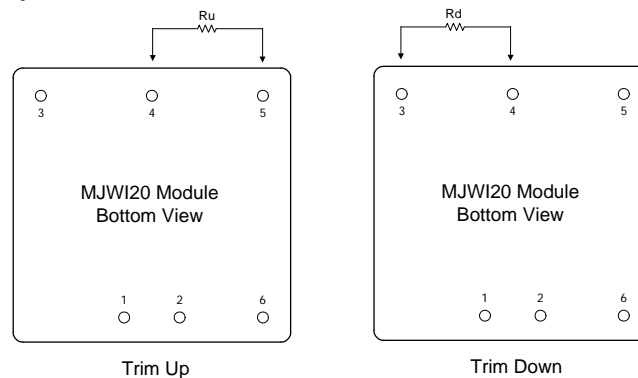 Ru
Rd
3 4 5
3 4 5
MJWI20 Module
Bottom View
MJWI20 Module
Bottom View
1 2 6
1 2 6
Trim Up
Trim Down